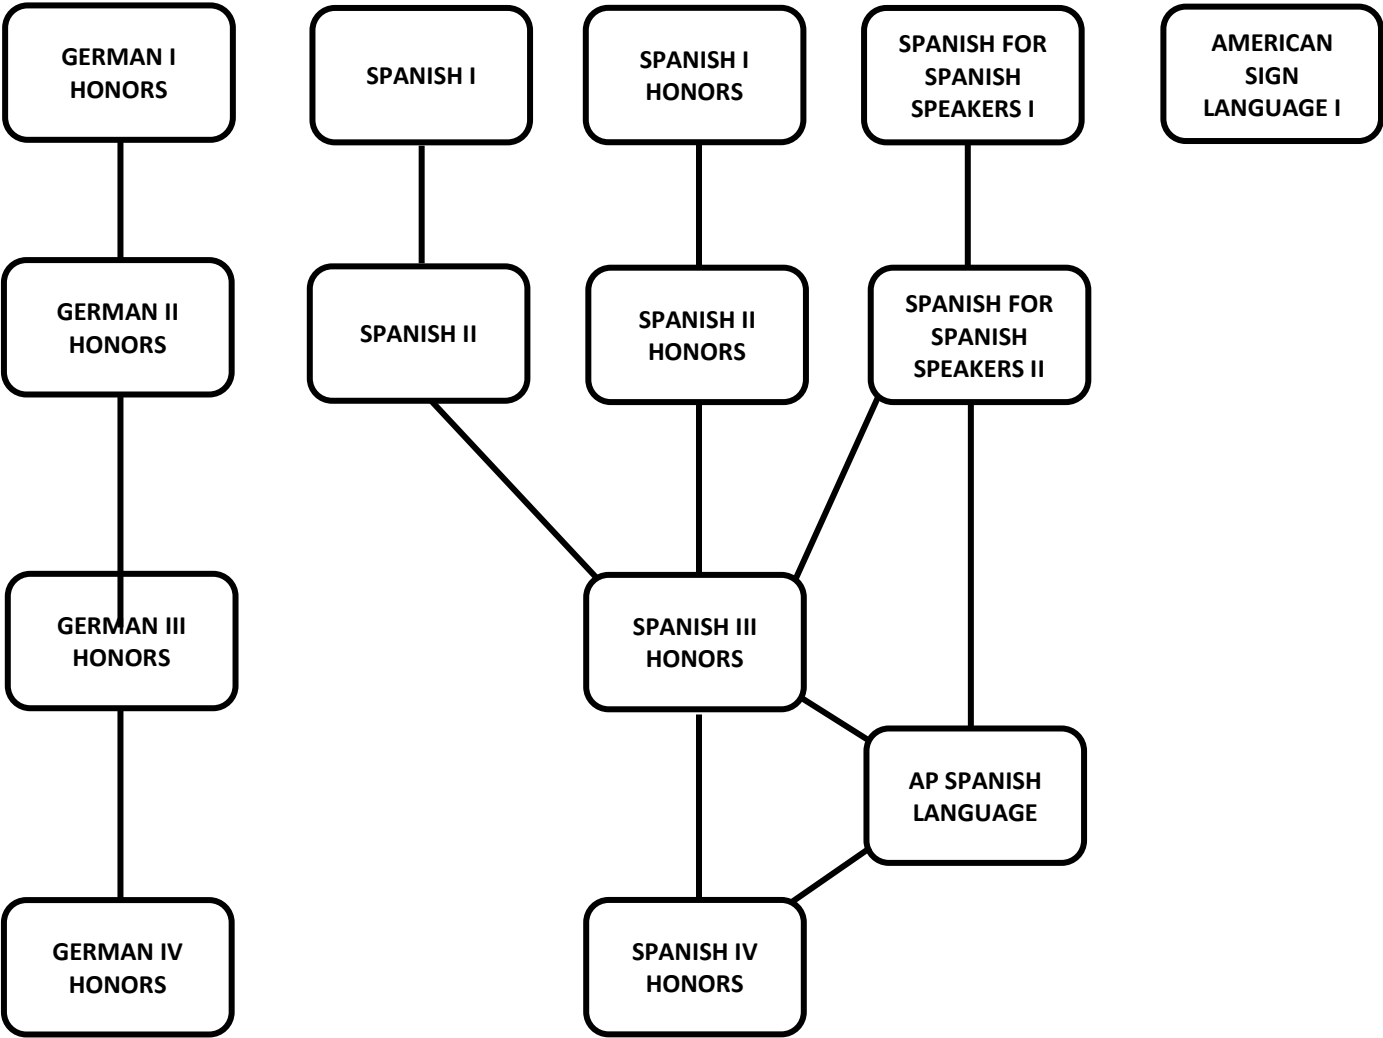 GERMAN I
HONORS
SPANISH I
SPANISH I
HONORS
SPANISH FOR
SPANISH
SPEAKERS I
AMERICAN
SIGN
LANGUAGE I
GERMAN II
HONORS
SPANISH II
SPANISH II
HONORS
SPANISH FOR
SPANISH
SPEAKERS II
GERMAN III
HONORS
SPANISH III
HONORS
AP SPANISH
LANGUAGE
GERMAN IV
HONORS
SPANISH IV
HONORS